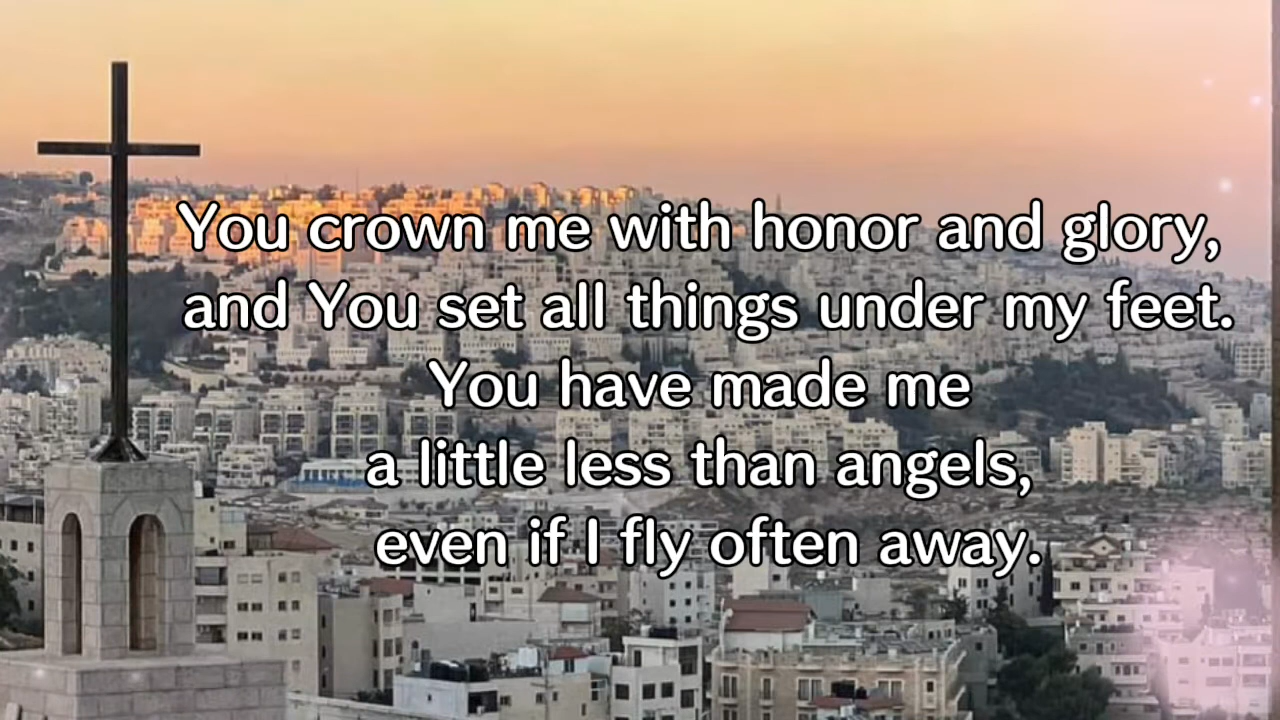 You crown me with honor and glory,
and You set all things under my feet.
You have made me
a little less than angels,
even if I fly often away.